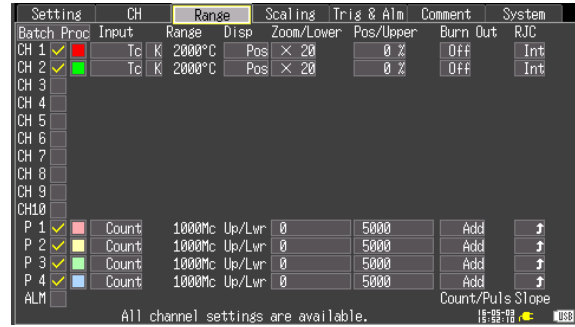 Setting CH Range Scaling Trig & Alm Comment System
Batch Proc Input Range Disp Zoom/Lower Pos/Upper Burn Out RJC
CH 1 Tc K 2000°C Pos × 20 0 % Off Int
CH 2 Tc K 2000°C Pos × 20 0 % Off Int
CH 3
CH 4
CH 5
CH 6
CH 7
CH 8
CH 9
CH10
P 1 Count 1000Mc Up/Lwr 0 5000 Add
P 2 Count 1000Mc Up/Lwr 0 5000 Add
P 3 Count 1000Mc Up/Lwr 0 5000 Add
P 4 Count 1000Mc Up/Lwr 0 5000 Add
ALM Count/Puls Slope
All channel settings are available. USB